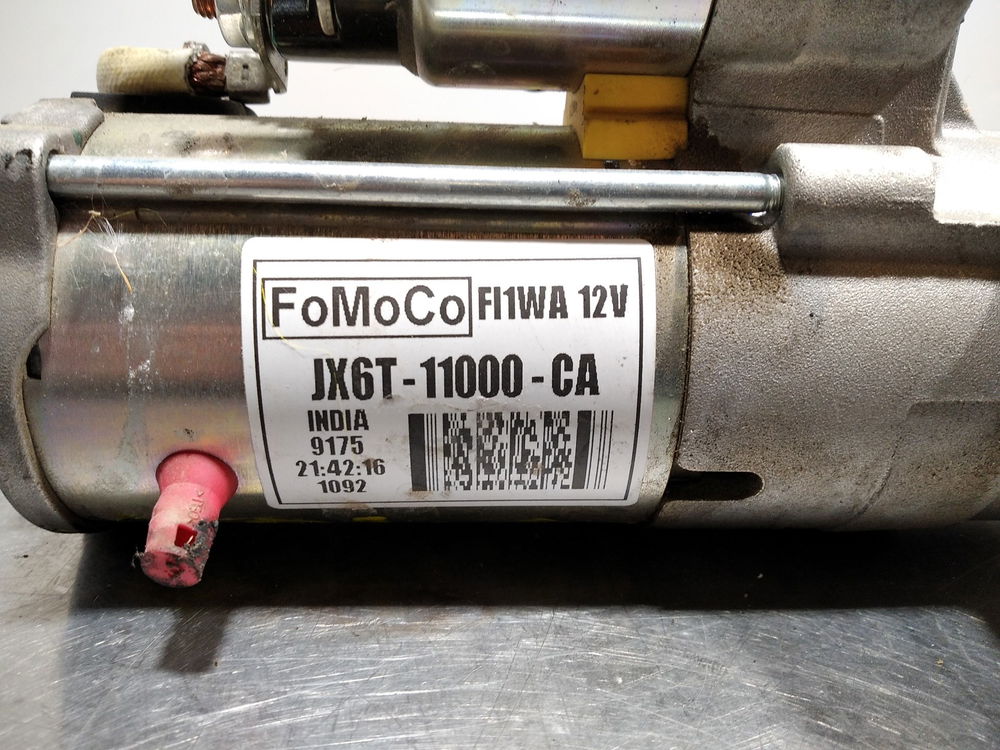 FoMoCo FI1WA 12V
JX6T-11000-CA
INDIA
9175
21:42:16
1092